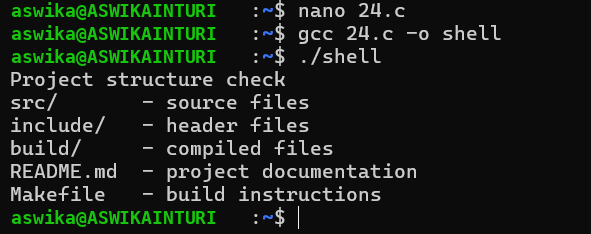 aswika@ASWIKAINTURI   :~$ nano 24.c
aswika@ASWIKAINTURI   :~$ gcc 24.c -o shell
aswika@ASWIKAINTURI   :~$ ./shell
Project structure check
src/       - source files
include/   - header files
build/     - compiled files
README.md  - project documentation
Makefile   - build instructions
aswika@ASWIKAINTURI   :~$